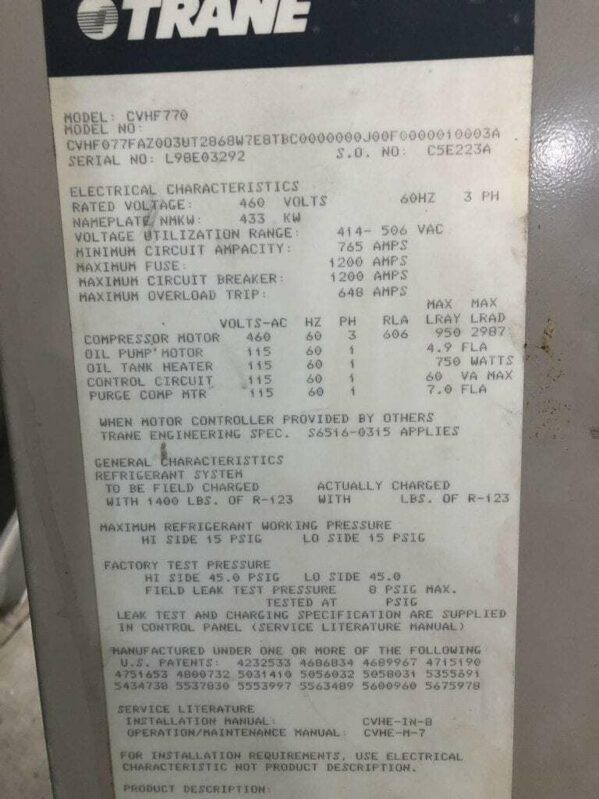 TRANE
MODEL: CVHF770
MODEL NO:
CVHF077FAZ003UT2868W7E8TBC0000000J00F0000010003A
SERIAL NO: L98E03292 S.O. NO: C5E223A
ELECTRICAL CHARACTERISTICS
RATED VOLTAGE: 460 VOLTS 60HZ 3 PH
NAMEPLATE NMKW: 433 KW
VOLTAGE UTILIZATION RANGE: 414- 506 VAC
MINIMUM CIRCUIT AMPACITY: 765 AMPS
MAXIMUM FUSE: 1200 AMPS
MAXIMUM CIRCUIT BREAKER: 1200 AMPS
MAXIMUM OVERLOAD TRIP: 648 AMPS
MAX MAX
VOLTS-AC HZ PH RLA LRAY LRAD
COMPRESSOR MOTOR 460 60 3 606 950 2987
OIL PUMP MOTOR 115 60 1 4.9 FLA
OIL TANK HEATER 115 60 1 750 WATTS
CONTROL CIRCUIT 115 60 1 60 VA MAX
PURGE COMP MTR 115 60 1 7.0 FLA
WHEN MOTOR CONTROLLER PROVIDED BY OTHERS
TRANE ENGINEERING SPEC. S6516-0315 APPLIES
GENERAL CHARACTERISTICS
REFRIGERANT SYSTEM
TO BE FIELD CHARGED ACTUALLY CHARGED
WITH 1400 LBS. OF R-123 WITH LBS. OF R-123
MAXIMUM REFRIGERANT WORKING PRESSURE
HI SIDE 15 PSIG LO SIDE 15 PSIG
FACTORY TEST PRESSURE
HI SIDE 45.0 PSIG LO SIDE 45.0
FIELD LEAK TEST PRESSURE 8 PSIG MAX.
TESTED AT PSIG
LEAK TEST AND CHARGING SPECIFICATION ARE SUPPLIED
IN CONTROL PANEL (SERVICE LITERATURE MANUAL)
MANUFACTURED UNDER ONE OR MORE OF THE FOLLOWING
U.S. PATENTS: 4232533 4686834 4689967 4715190
4751653 4800732 5031410 5056032 5058031 5355691
5434738 5537830 5553997 5563489 5600960 5675978
SERVICE LITERATURE
INSTALLATION MANUAL: CVHE-IN-8
OPERATION/MAINTENANCE MANUAL: CVHE-M-7
FOR INSTALLATION REQUIREMENTS, USE ELECTRICAL
CHARACTERISTIC NOT PRODUCT DESCRIPTION.
PRODUCT DESCRIPTION: